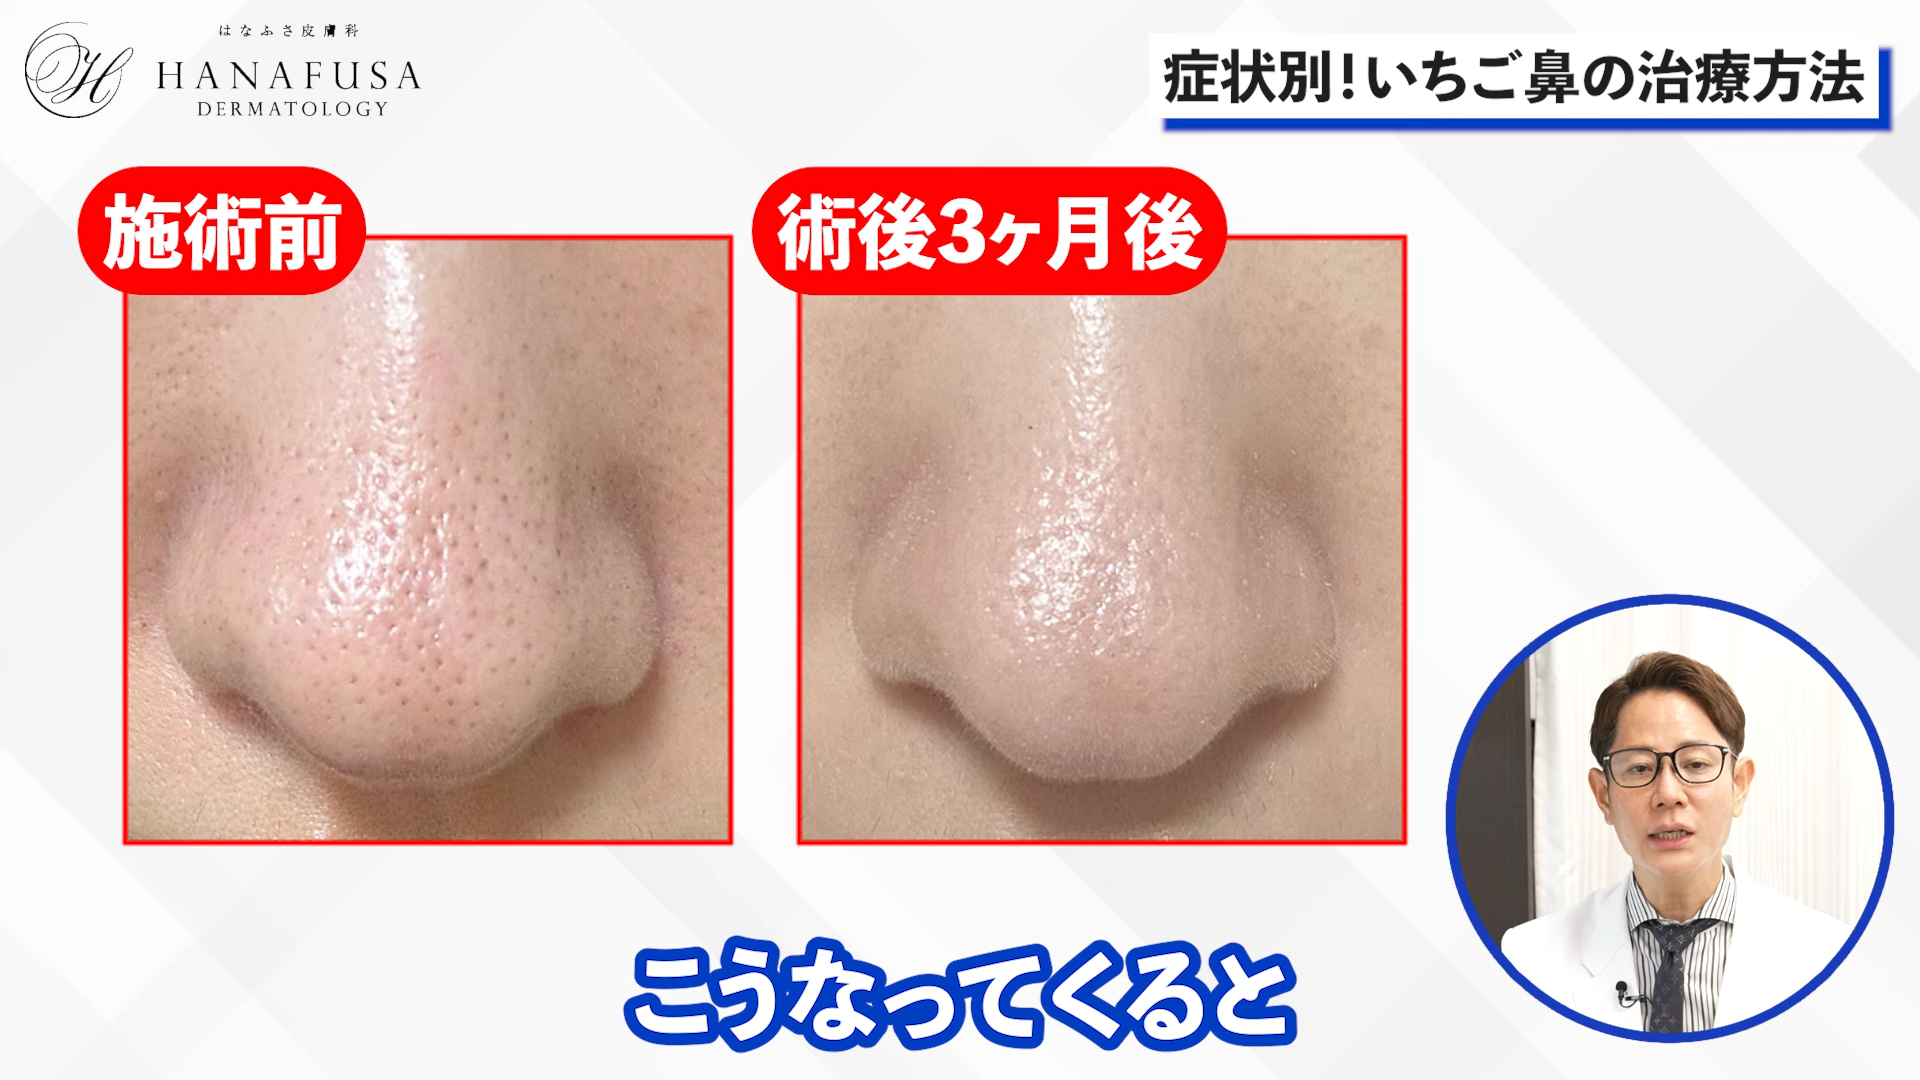 はなふさ皮膚科
HANAFUSA
DERMATOLOGY
症状別！いちご鼻の治療方法
施術前
術後3ヶ月後
こうなってくると